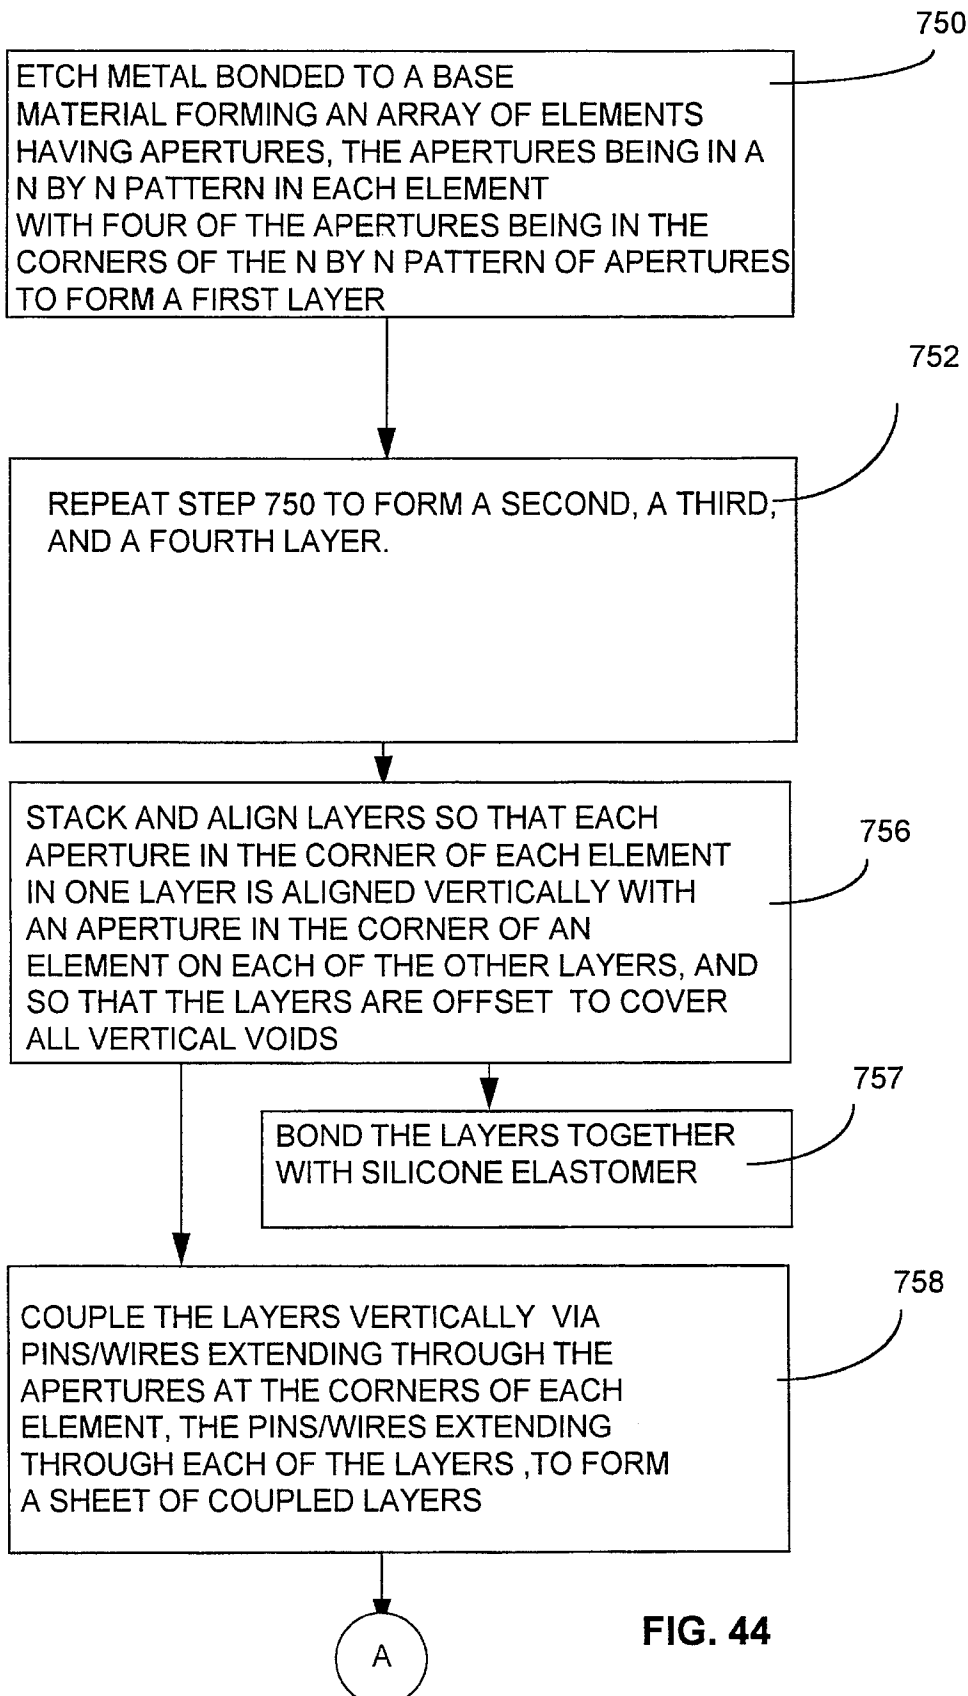 750
ETCH METAL BONDED TO A BASE
MATERIAL FORMING AN ARRAY OF ELEMENTS
HAVING APERTURES, THE APERTURES BEING IN A
N BY N PATTERN IN EACH ELEMENT
WITH FOUR OF THE APERTURES BEING IN THE
CORNERS OF THE N BY N PATTERN OF APERTURES
TO FORM A FIRST LAYER
752
REPEAT STEP 750 TO FORM A SECOND, A THIRD,
AND A FOURTH LAYER.
756
STACK AND ALIGN LAYERS SO THAT EACH
APERTURE IN THE CORNER OF EACH ELEMENT
IN ONE LAYER IS ALIGNED VERTICALLY WITH
AN APERTURE IN THE CORNER OF AN
ELEMENT ON EACH OF THE OTHER LAYERS, AND
SO THAT THE LAYERS ARE OFFSET TO COVER
ALL VERTICAL VOIDS
757
BOND THE LAYERS TOGETHER
WITH SILICONE ELASTOMER
758
COUPLE THE LAYERS VERTICALLY VIA
PINS/WIRES EXTENDING THROUGH THE
APERTURES AT THE CORNERS OF EACH
ELEMENT, THE PINS/WIRES EXTENDING
THROUGH EACH OF THE LAYERS ,TO FORM
A SHEET OF COUPLED LAYERS
A
FIG. 44